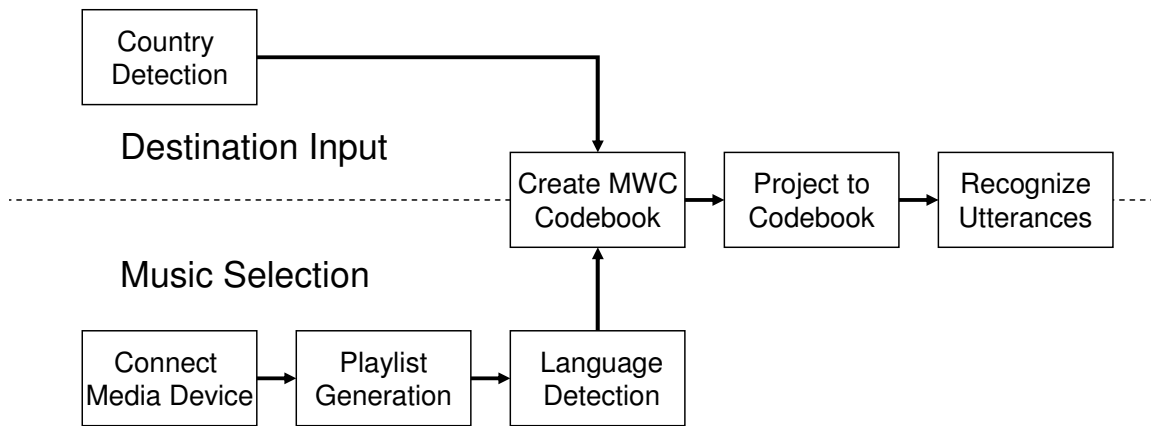 Country
Detection
Destination Input
Create MWC
Codebook
Project to
Codebook
Recognize
Utterances
Music Selection
Connect
Media Device
Playlist
Generation
Language
Detection